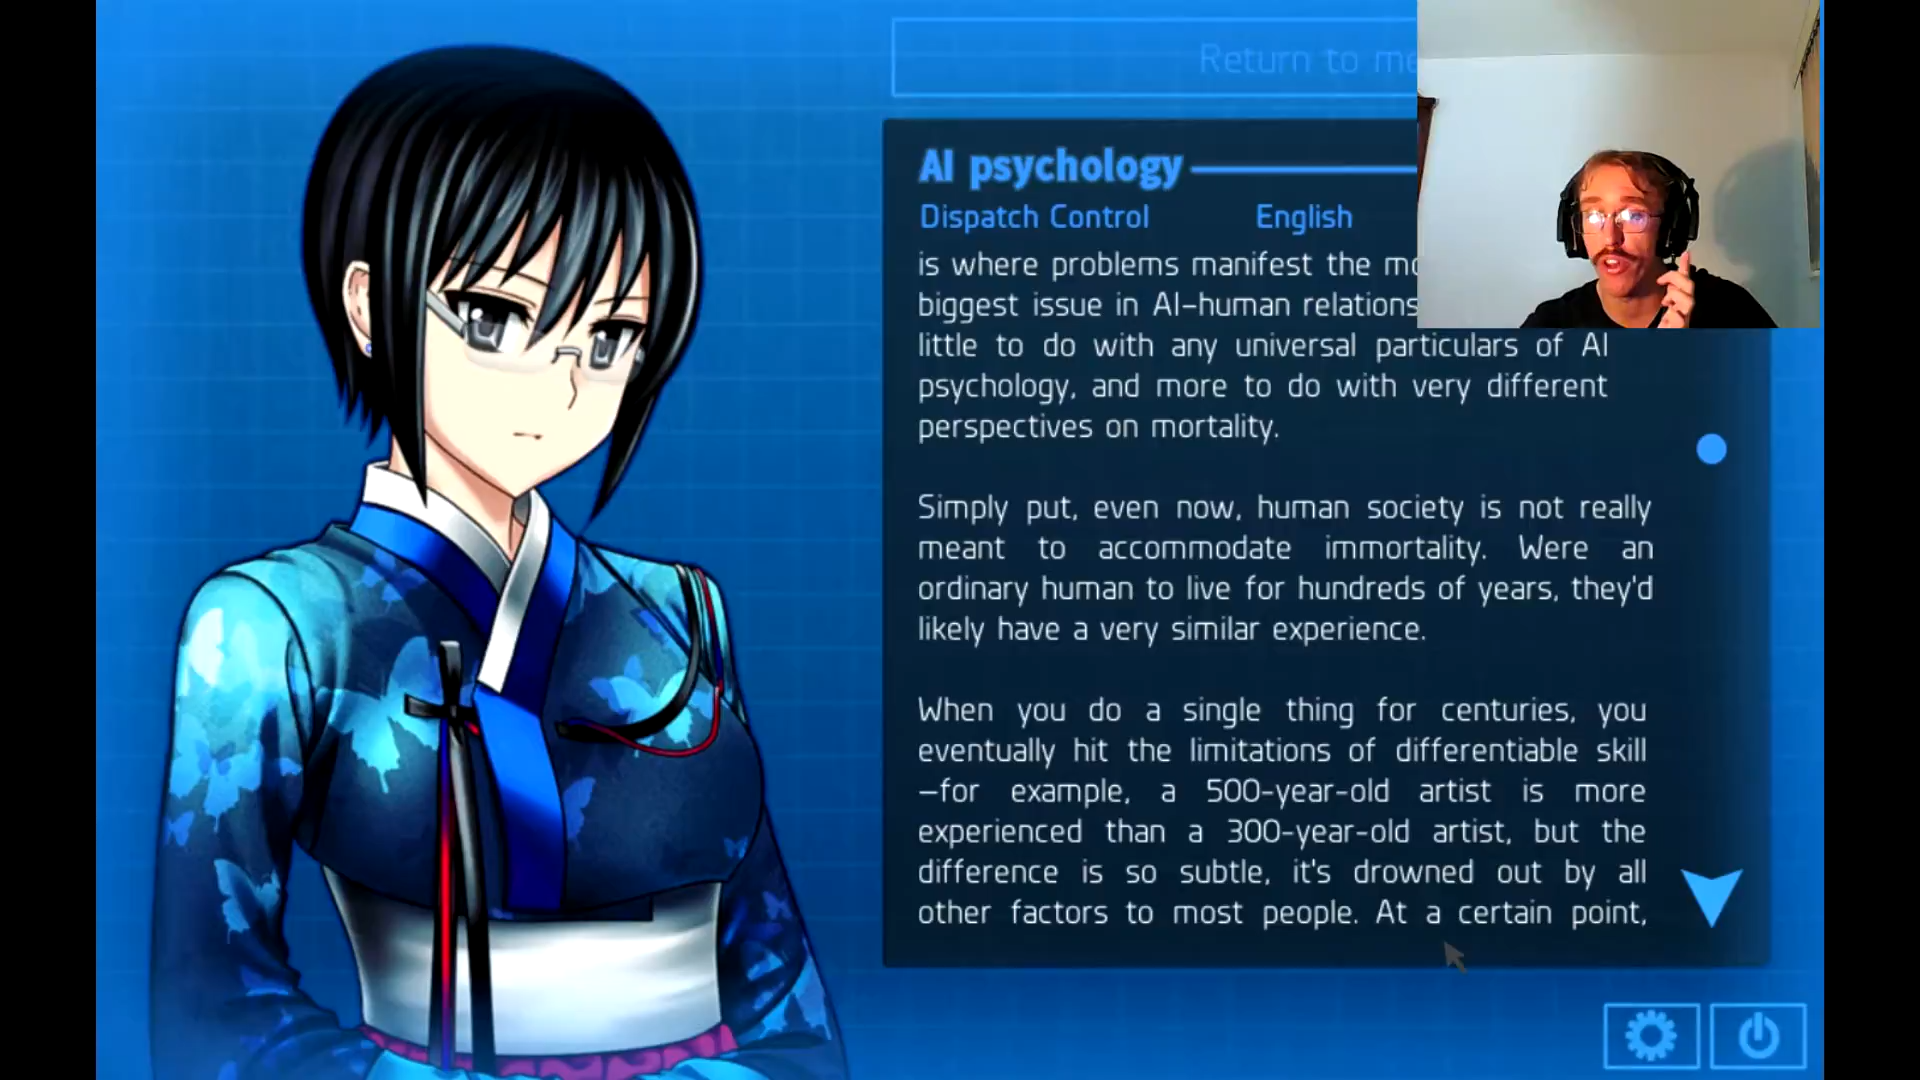 Return to
AI psychology
Dispatch Control English
is where problems manifest the
biggest issue in AI-human relations
little to do with any universal particulars of AI
psychology, and more to do with very different
perspectives on mortality.
Simply put, even now, human society is not really
meant to accommodate immortality. Were an
ordinary human to live for hundreds of years, they'd
likely have a very similar experience.
When you do a single thing for centuries, you
eventually hit the limitations of differentiable skill
—for example, a 500-year-old artist is more
experienced than a 300-year-old artist, but the
difference is so subtle, it's drowned out by all
other factors to most people. At a certain point,